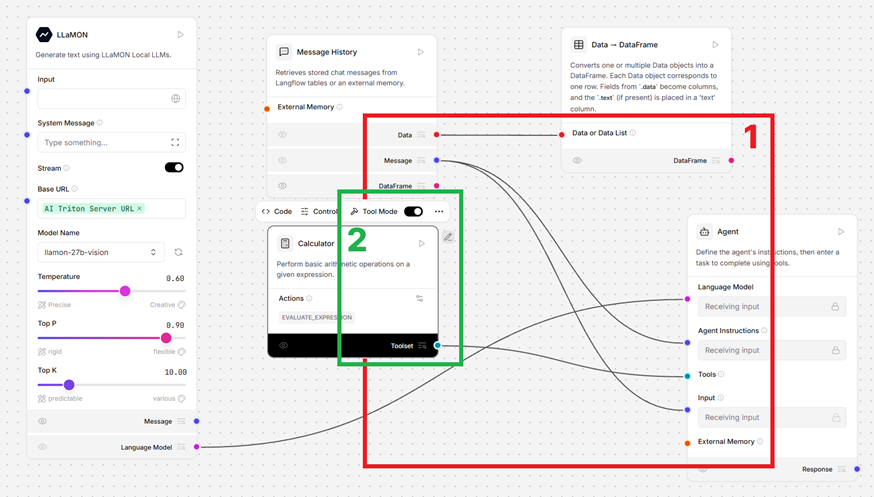 LLaMON
Generate text using LLaMON Local LLMs.
Input
System Message
Type something...
Stream
Base URL
AI Triton Server URL ×
Model Name
llamon-27b-vision
Temperature
0.60
Precise
Creative
Top P
0.90
rigid
flexible
Top K
10.00
predictable
various
Message
Language Model
Message History
Retrieves stored chat messages from
Langflow tables or an external memory.
External Memory
Data
Message
DataFrame
Code
Controls
Tool Mode
2
Calculator
Perform basic arithmetic operations on a
given expression.
Actions
EVALUATE_EXPRESSION
Toolset
Data → DataFrame
Converts one or multiple Data objects into a
DataFrame. Each Data object corresponds to
one row. Fields from `.data` become columns,
and the `.text` (if present) is placed in a 'text'
column.
1
Data or Data List
DataFrame
Agent
Define the agent's instructions, then enter a
task to complete using tools.
Language Model
Receiving input
Agent Instructions
Receiving input
Tools
Input
Receiving input
External Memory
Response